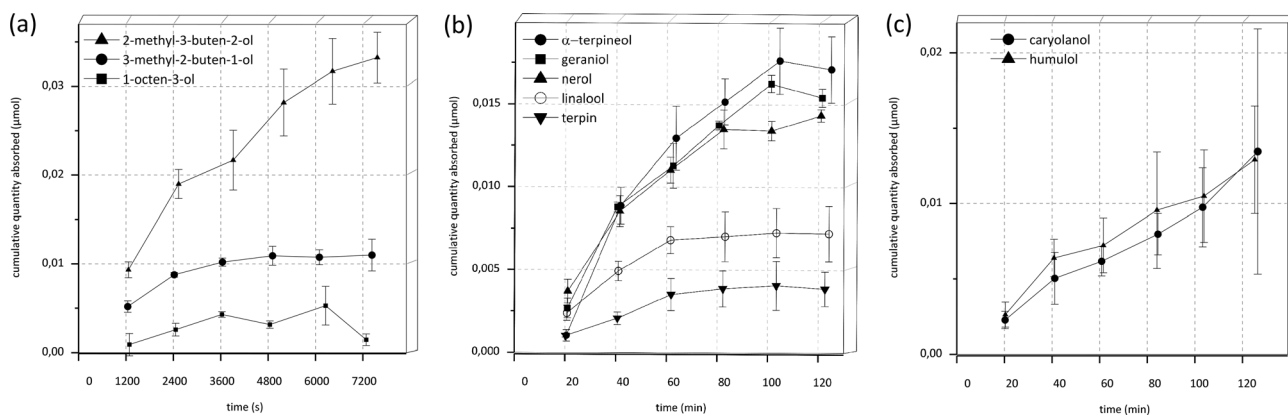 (a)
2-methyl-3-buten-2-ol
3-methyl-2-buten-1-ol
1-octen-3-ol
cumulative quantity absorbed (µmol)
0,03
0,02
0,01
0,00
0 1200 2400 3600 4800 6000 7200
time (s)
(b)
α-terpineol
geraniol
nerol
linalool
terpin
cumulative quantity absorbed (µmol)
0,015
0,010
0,005
0,000
0 20 40 60 80 100 120
time (min)
(c)
caryolanol
humulol
cumulative quantity absorbed (µmol)
0,02
0,01
0,00
0 20 40 60 80 100 120
time (min)